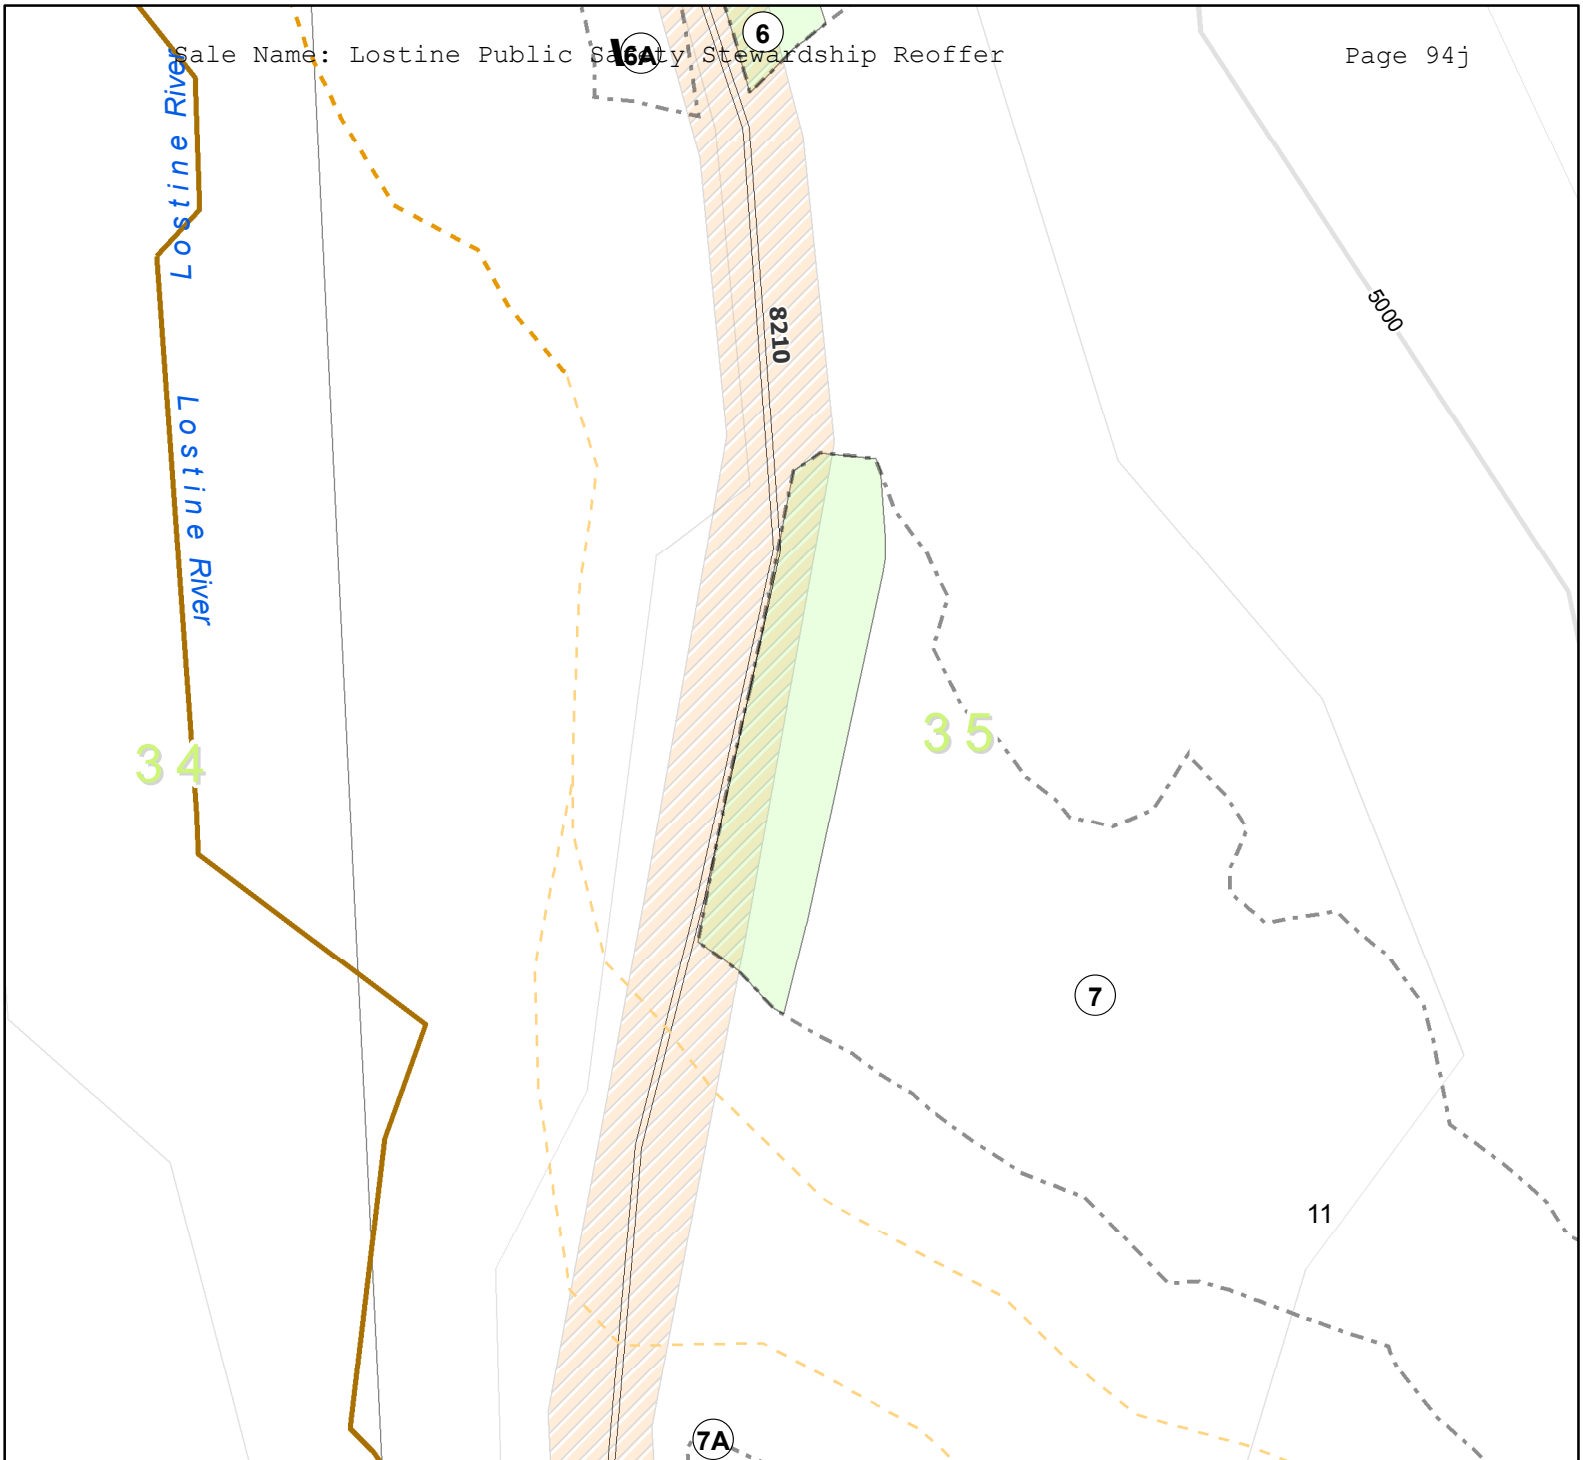 6
Sale Name: Lostine Public Safety Stewardship Reoffer
Page 94j
6A
Lostine River
8210
5000
Lostine River
34
35
7
11
7A